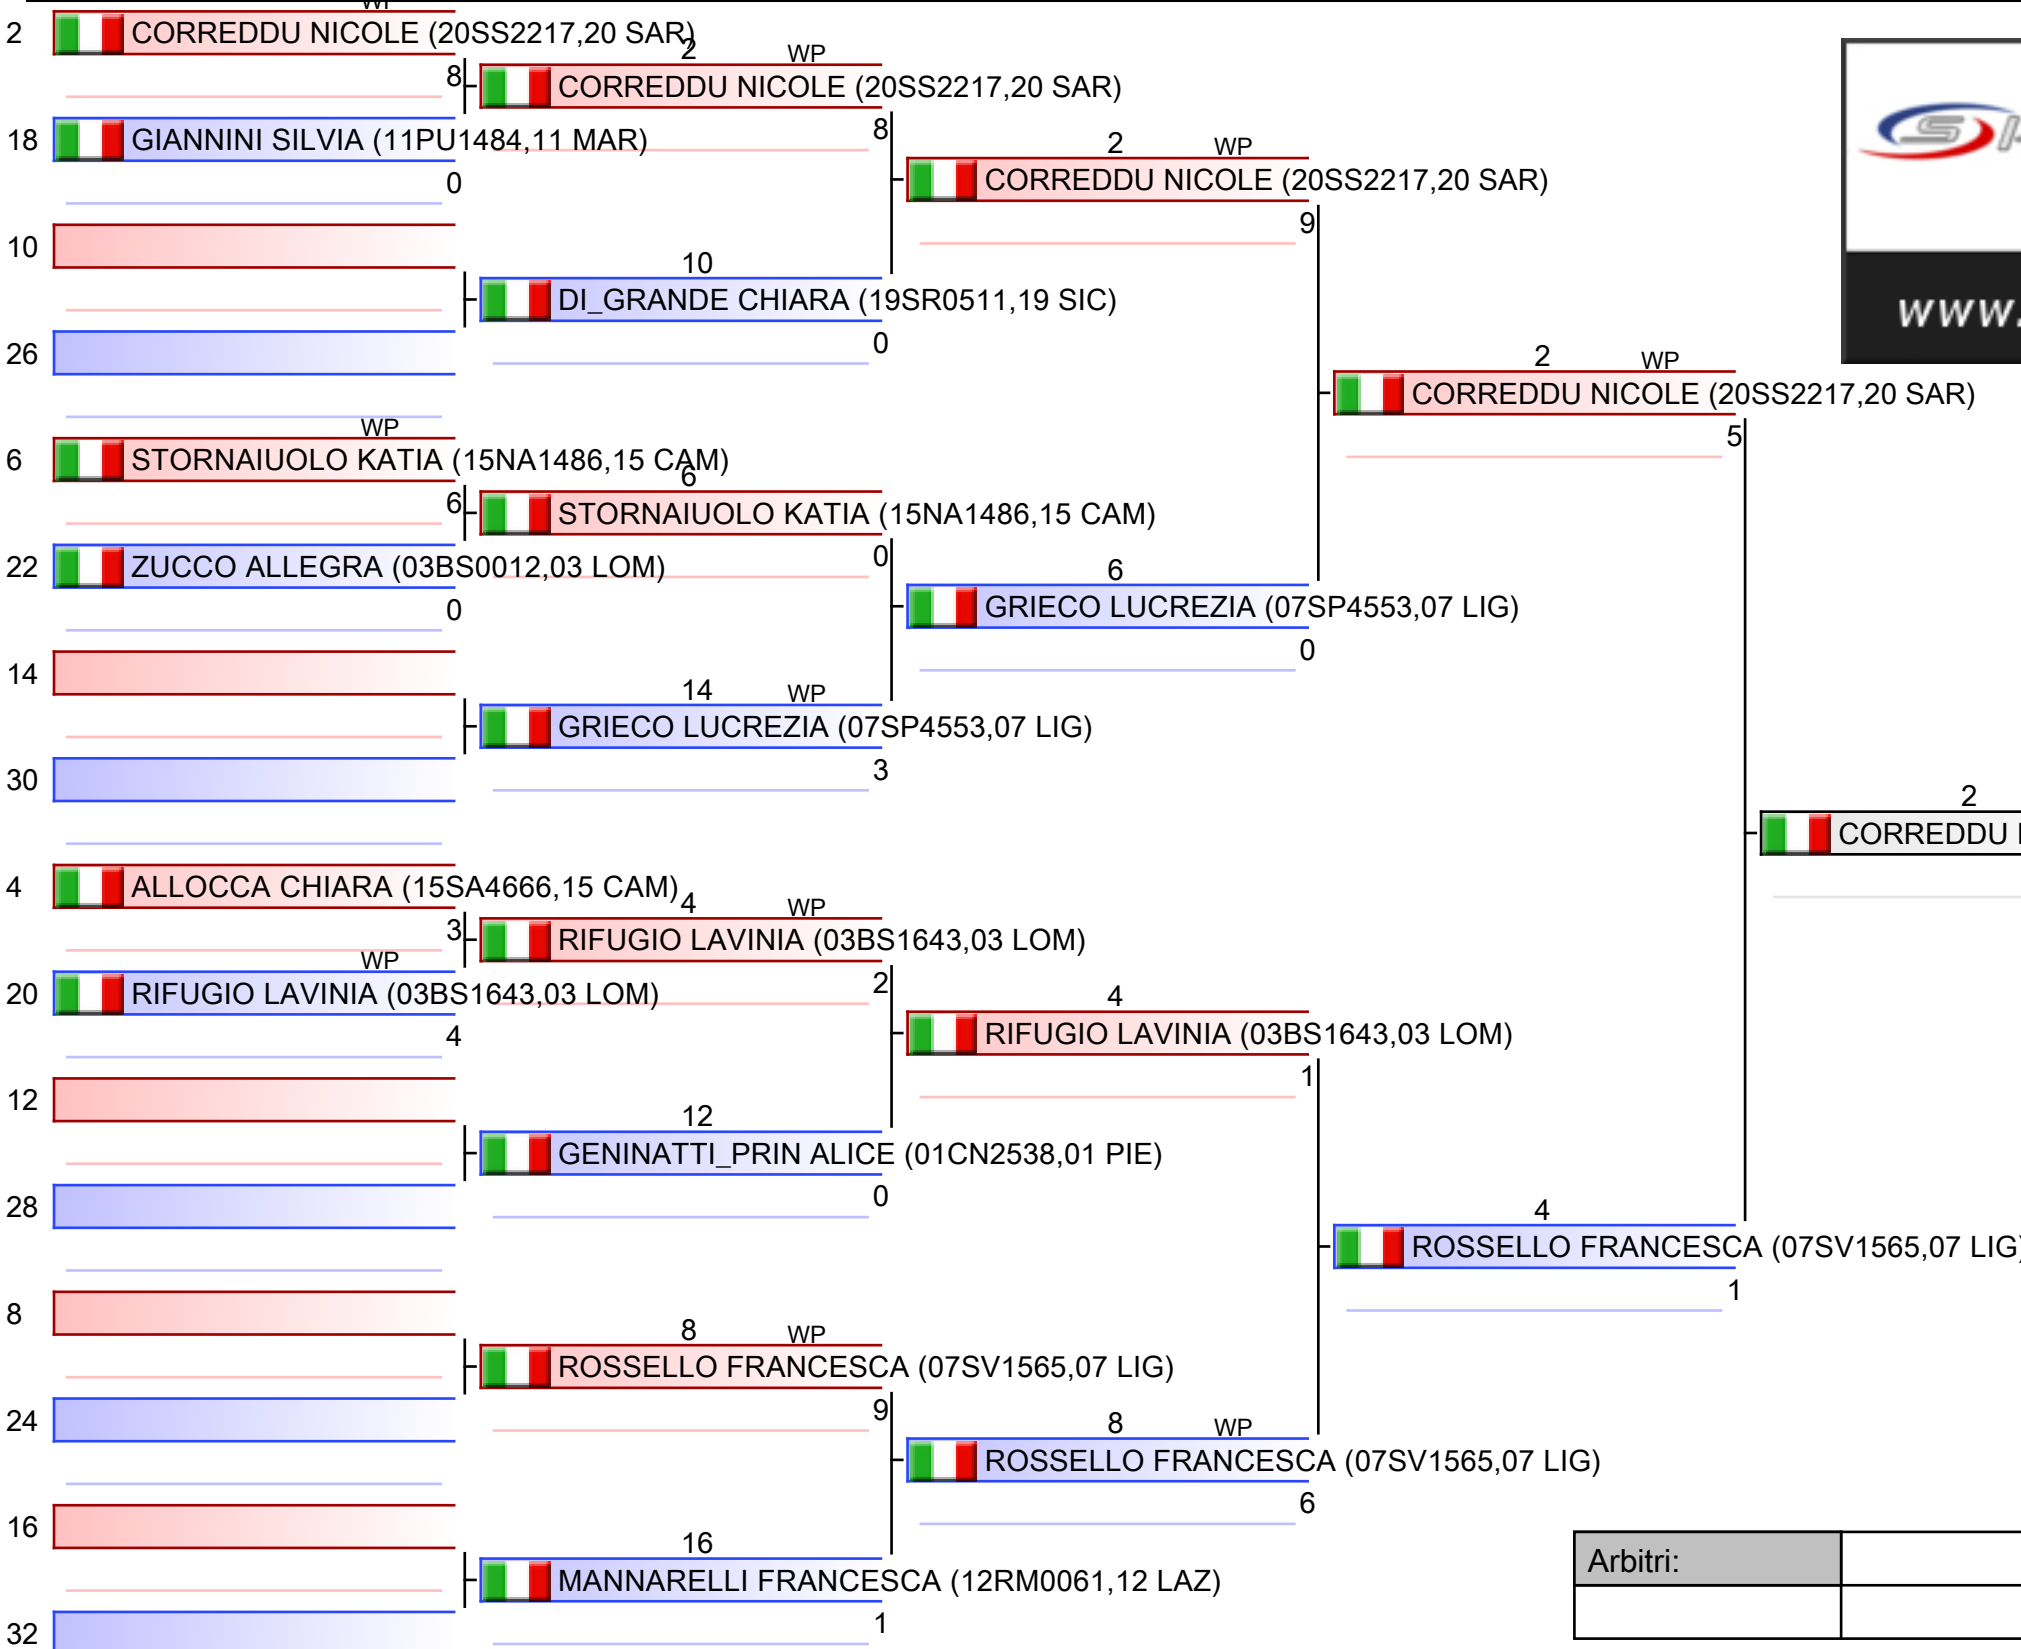 WP
2 CORREDDU NICOLE (20SS2217,20 SAR)
2 WP
8 CORREDDU NICOLE (20SS2217,20 SAR)
18 GIANNINI SILVIA (11PU1484,11 MAR)
8
2 WP
0
CORREDDU NICOLE (20SS2217,20 SAR)
9
10
10
DI_GRANDE CHIARA (19SR0511,19 SIC)
WWW.
0
26
2 WP
CORREDDU NICOLE (20SS2217,20 SAR)
5
WP
6 STORNAIUOLO KATIA (15NA1486,15 CAM)
6
6 STORNAIUOLO KATIA (15NA1486,15 CAM)
0
22 ZUCCO ALLEGRA (03BS0012,03 LOM)
6
0
GRIECO LUCREZIA (07SP4553,07 LIG)
0
14
14 WP
GRIECO LUCREZIA (07SP4553,07 LIG)
3
30
2
CORREDDU
4 ALLOCCA CHIARA (15SA4666,15 CAM)
4 WP
3 RIFUGIO LAVINIA (03BS1643,03 LOM)
WP
20 RIFUGIO LAVINIA (03BS1643,03 LOM)
2
4
4
RIFUGIO LAVINIA (03BS1643,03 LOM)
1
12
12
GENINATTI_PRIN ALICE (01CN2538,01 PIE)
0
28
4
ROSSELLO FRANCESCA (07SV1565,07 LIG)
1
8
8 WP
ROSSELLO FRANCESCA (07SV1565,07 LIG)
9
24
8 WP
ROSSELLO FRANCESCA (07SV1565,07 LIG)
6
16
16
MANNARELLI FRANCESCA (12RM0061,12 LAZ)
1
Arbitri:
32